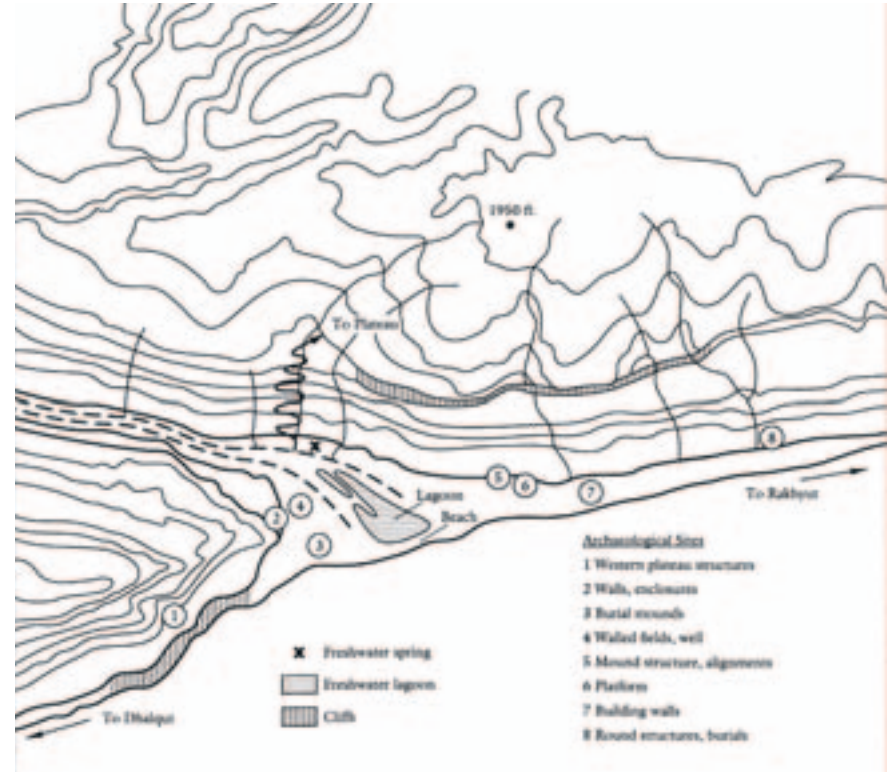 1950 ft.
To Plateau
8
5
6
7
To Rakhyut
Lagoon
Beach
2
4
3
1
Archaeological Sites
1 Western plateau structures
2 Walls, enclosures
3 Burial mounds
4 Walled fields, well
5 Mound structure, alignments
6 Platform
7 Building walls
8 Round structures, burials
x Freshwater spring
Freshwater lagoon
Cliffs
To Dhalqut